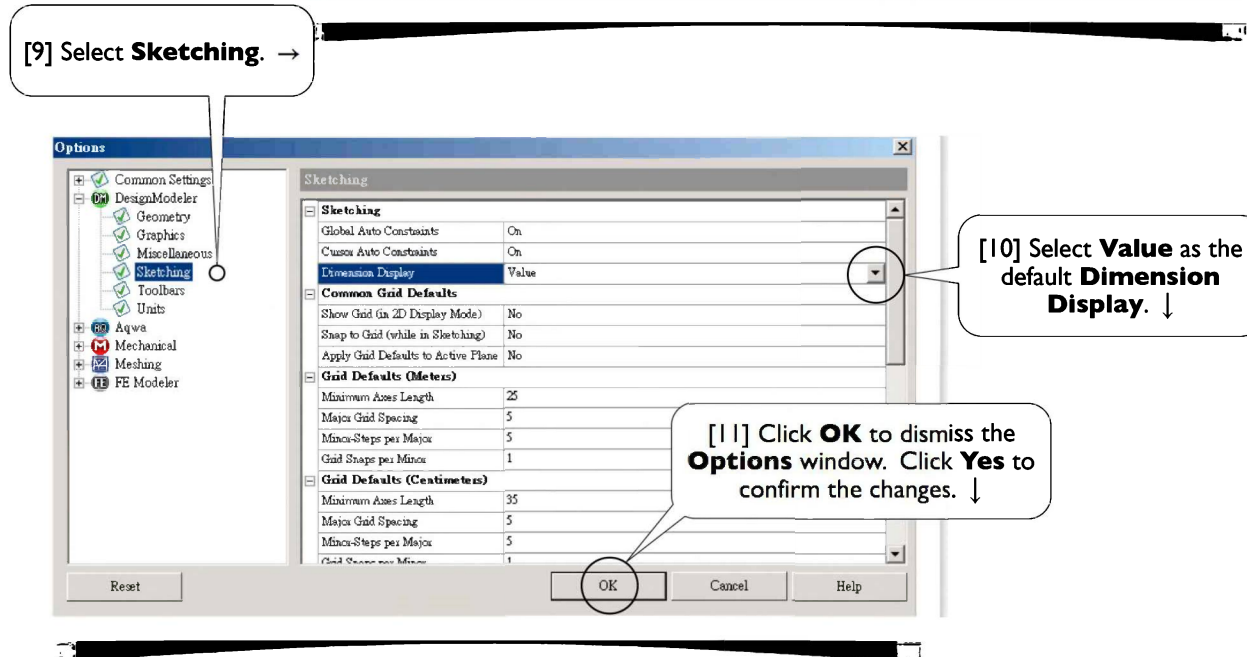 [9] Select Sketching. →
Options
Common Settings
DesignModeler
Geometry
Graphics
Miscellaneous
Sketching
Toolbars
Units
Aqwa
Mechanical
Meshing
FE Modeler
Sketching
Sketching
Global Auto Constraints On
Cursor Auto Constraints On
Dimension Display Value
Common Grid Defaults
Show Grid (in 2D Display Mode) No
Snap to Grid (while in Sketching) No
Apply Grid Defaults to Active Plane No
Grid Defaults (Meters)
Minimum Axes Length 25
Major Grid Spacing 5
Minor-Steps per Major 5
Grid Snaps per Minor 1
Grid Defaults (Centimeters)
Minimum Axes Length 35
Major Grid Spacing 5
Minor-Steps per Major 5
Grid Snaps per Minor 1
[10] Select Value as the
default Dimension
Display. ↓
[11] Click OK to dismiss the
Options window. Click Yes to
confirm the changes. ↓
Reset OK Cancel Help